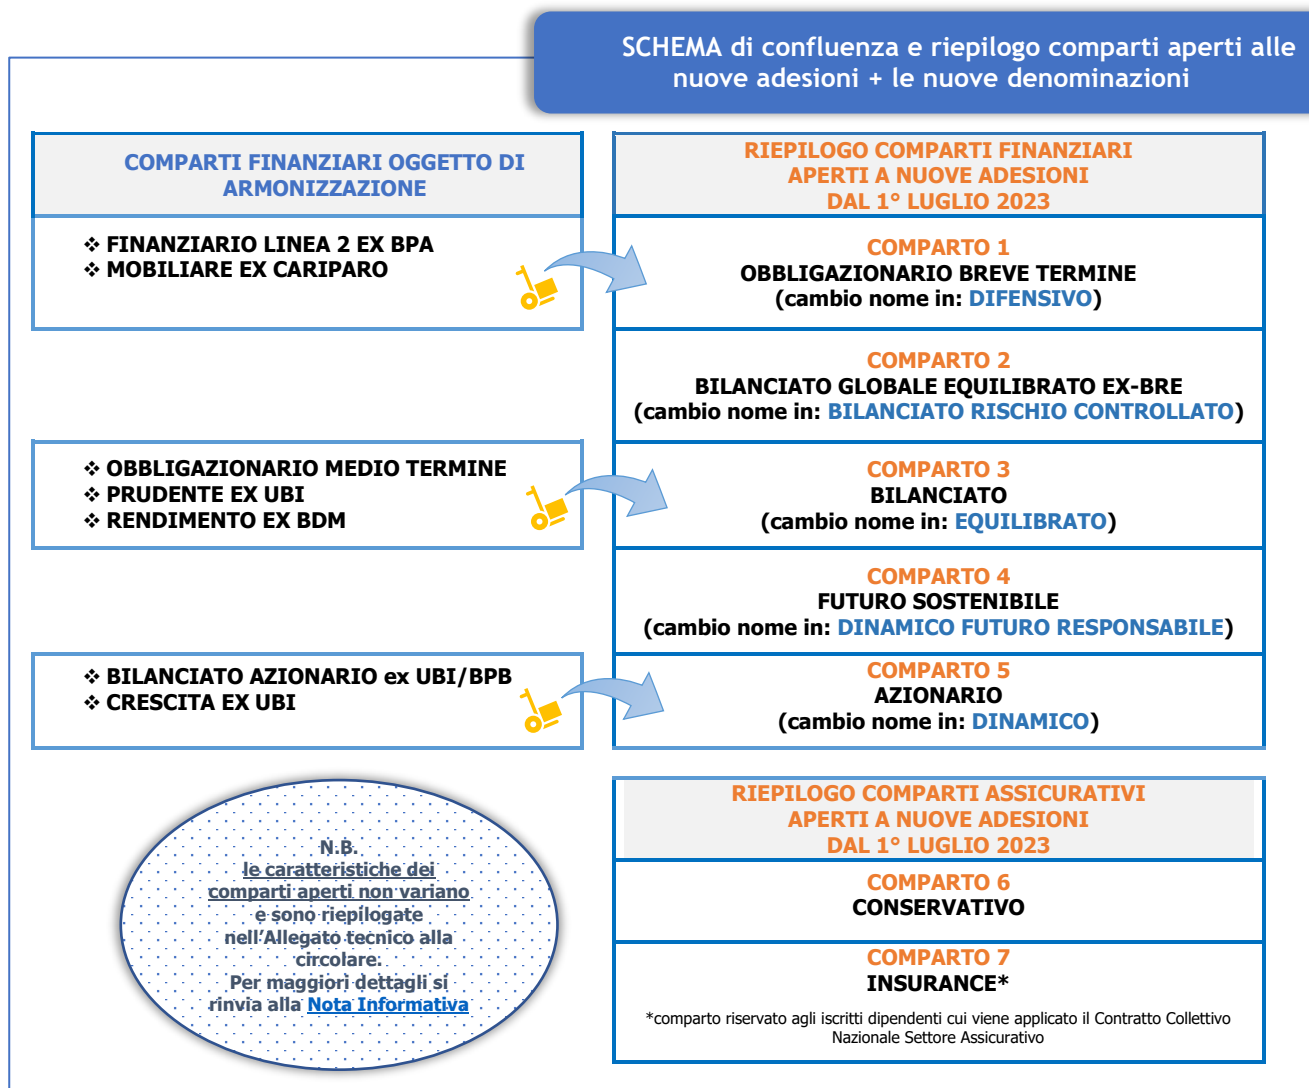 SCHEMA di confluenza e riepilogo comparti aperti alle
nuove adesioni + le nuove denominazioni
COMPARTI FINANZIARI OGGETTO DI
ARMONIZZAZIONE
❖ FINANZIARIO LINEA 2 EX BPA
❖ MOBILIARE EX CARIPARO
❖ OBBLIGAZIONARIO MEDIO TERMINE
❖ PRUDENTE EX UBI
❖ RENDIMENTO EX BDM
❖ BILANCIATO AZIONARIO ex UBI/BPB
❖ CRESCITA EX UBI
RIEPILOGO COMPARTI FINANZIARI
APERTI A NUOVE ADESIONI
DAL 1° LUGLIO 2023
COMPARTO 1
OBBLIGAZIONARIO BREVE TERMINE
(cambio nome in: DIFENSIVO)
COMPARTO 2
BILANCIATO GLOBALE EQUILIBRATO EX-BRE
(cambio nome in: BILANCIATO RISCHIO CONTROLLATO)
COMPARTO 3
BILANCIATO
(cambio nome in: EQUILIBRATO)
COMPARTO 4
FUTURO SOSTENIBILE
(cambio nome in: DINAMICO FUTURO RESPONSABILE)
COMPARTO 5
AZIONARIO
(cambio nome in: DINAMICO)
N.B.
le caratteristiche dei
comparti aperti non variano
e sono riepilogate
nell'Allegato tecnico alla
circolare.
Per maggiori dettagli si
rinvia alla Nota Informativa
RIEPILOGO COMPARTI ASSICURATIVI
APERTI A NUOVE ADESIONI
DAL 1° LUGLIO 2023
COMPARTO 6
CONSERVATIVO
COMPARTO 7
INSURANCE*
*comparto riservato agli iscritti dipendenti cui viene applicato il Contratto Collettivo
Nazionale Settore Assicurativo